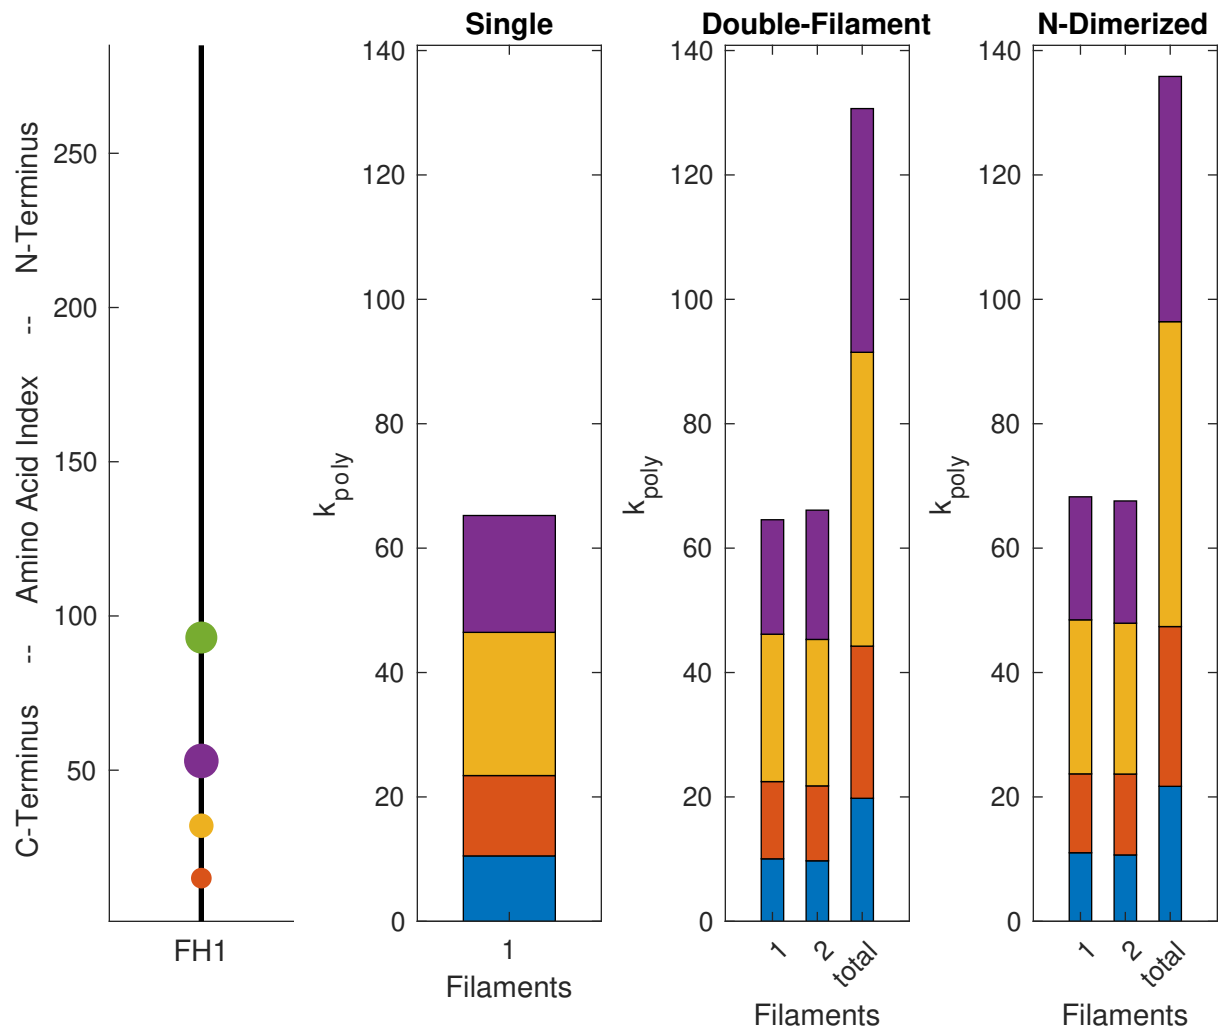 Single
Double-Filament
N-Dimerized
C-Terminus -- Amino Acid Index -- N-Terminus
250
200
150
100
50
FH1
k_poly
140
120
100
80
60
40
20
0
1
Filaments
k_poly
140
120
100
80
60
40
20
0
1
2
total
Filaments
k_poly
140
120
100
80
60
40
20
0
1
2
total
Filaments